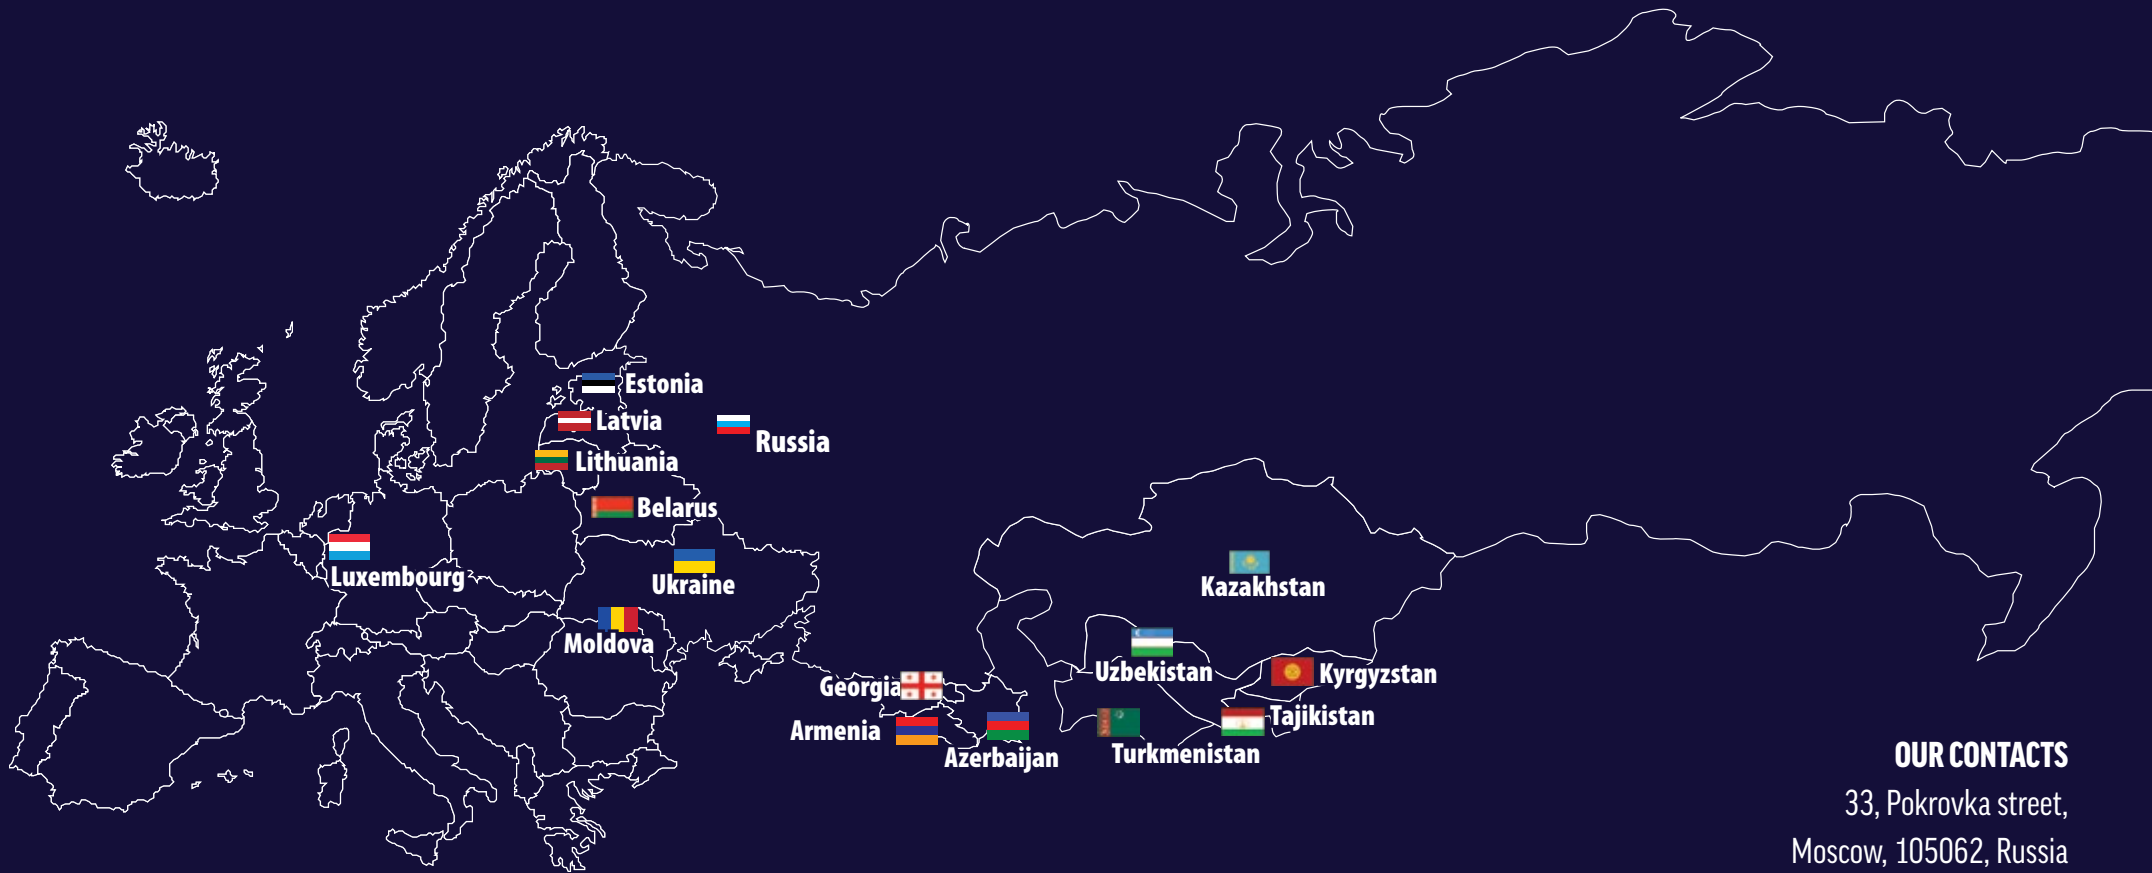 Estonia
Latvia
Russia
Lithuania
Belarus
Luxembourg
Ukraine
Kazakhstan
Moldova
Uzbekistan
Kyrgyzstan
Georgia
Tajikistan
Armenia
Azerbaijan
Turkmenistan
OUR CONTACTS
33, Pokrovka street,
Moscow, 105062, Russia